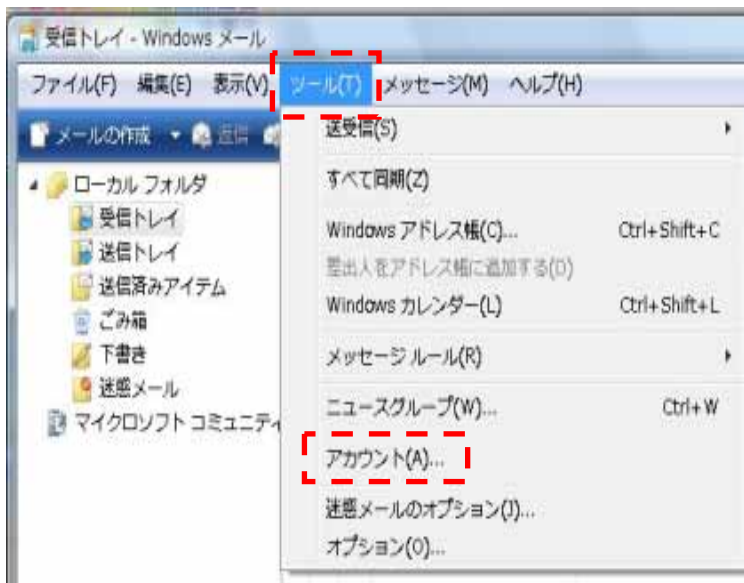 受信トレイ - Windows メール
ファイル(F) 編集(E) 表示(V) ツール(T) メッセージ(M) ヘルプ(H)
メールの作成 返信
ローカル フォルダ
受信トレイ
送信トレイ
送信済みアイテム
ごみ箱
下書き
迷惑メール
マイクロソフト コミュニティ
送受信(S)
すべて同期(Z)
Windows アドレス帳(C)... Ctrl+Shift+C
差出人をアドレス帳に追加する(D)
Windows カレンダー(L) Ctrl+Shift+L
メッセージ ルール(R)
ニュースグループ(W)... Ctrl+W
アカウント(A)...
迷惑メールのオプション(J)...
オプション(O)...